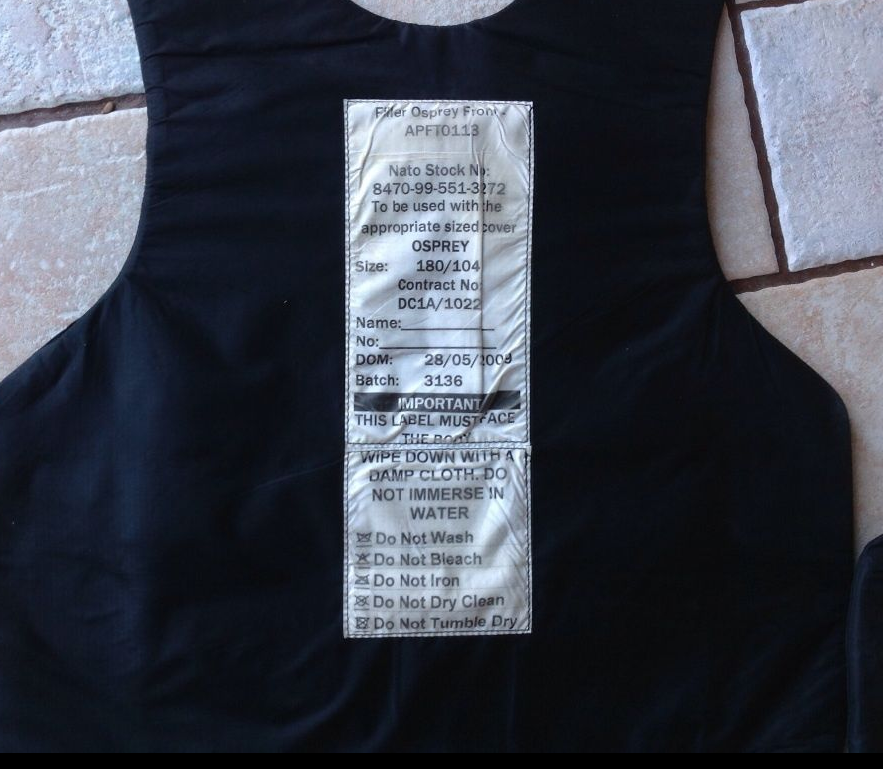 Filler Osprey Front -
APFT0113
Nato Stock No:
8470-99-551-3272
To be used with the
appropriate sized cover
OSPREY
Size: 180/104
Contract No:
DC1A/1022
Name:
No:
DOM: 28/05/2009
Batch: 3136
IMPORTANT
THIS LABEL MUST FACE
THE BODY
WIPE DOWN WITH A
DAMP CLOTH. DO
NOT IMMERSE IN
WATER
Do Not Wash
Do Not Bleach
Do Not Iron
Do Not Dry Clean
Do Not Tumble Dry